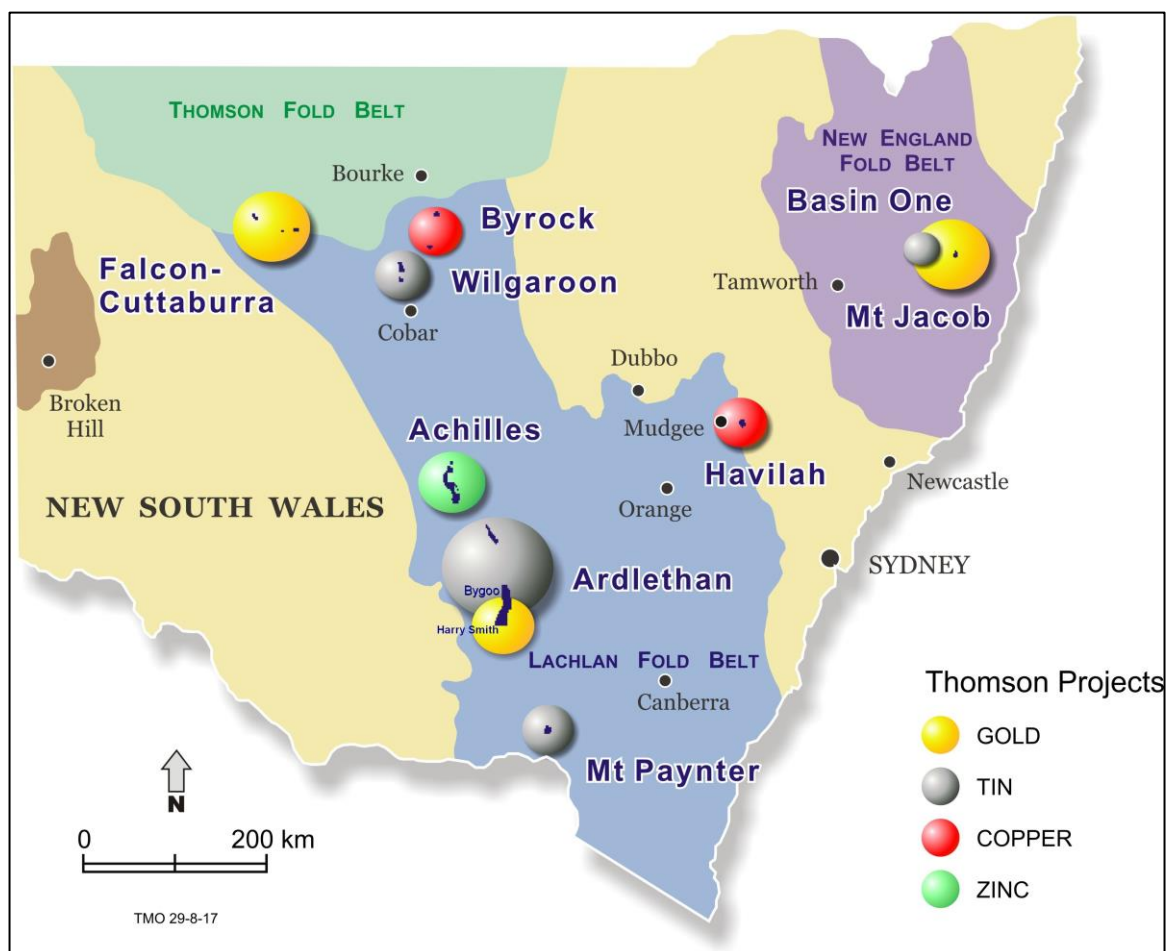 THOMSON FOLD BELT
NEW ENGLAND
FOLD BELT
Bourke
Basin One
Byrock
Falcon-
Cuttaburra
Wilgaroon
Tamworth
Mt Jacob
Cobar
Dubbo
Broken
Hill
Achilles
Mudgee
Havilah
Newcastle
NEW SOUTH WALES
Orange
SYDNEY
Ardlethan
Bygoo
Harry Smith
LACHLAN FOLD BELT
Canberra
Mt Paynter
Thomson Projects
GOLD
TIN
COPPER
ZINC
N
0 200 km
TMO 29-8-17